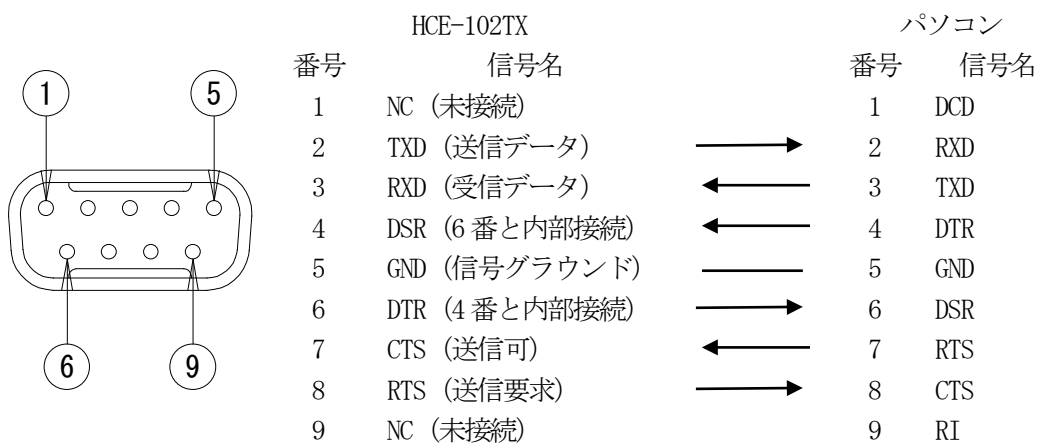 HCE-102TX パソコン
番号 信号名 番号 信号名
① ⑤
1 NC (未接続) 1 DCD
2 TXD (送信データ) 2 RXD
3 RXD (受信データ) 3 TXD
4 DSR (6番と内部接続) 4 DTR
5 GND (信号グラウンド) 5 GND
6 DTR (4番と内部接続) 6 DSR
⑥ ⑨
7 CTS (送信可) 7 RTS
8 RTS (送信要求) 8 CTS
9 NC (未接続) 9 RI